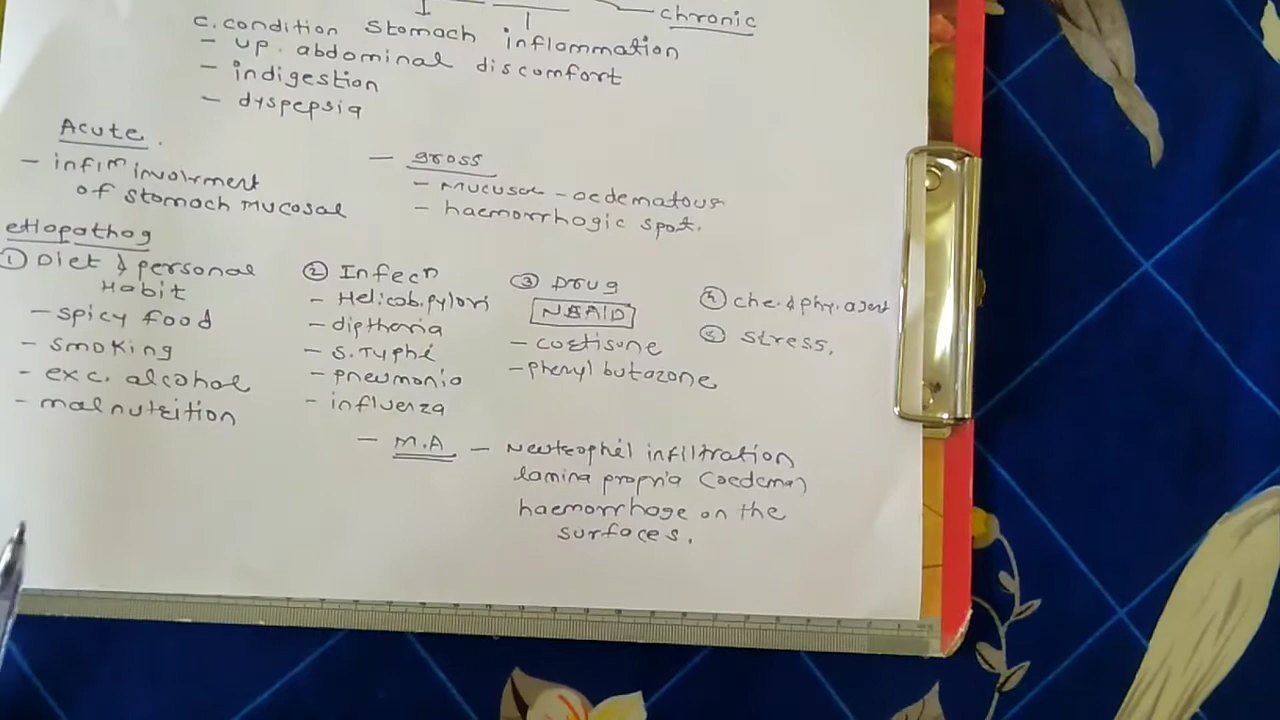 chronic
c. condition stomach inflammation
- up. abdominal discomfort
- indigestion
- dyspepsia
Acute.
- inflm involvment
of stomach mucosal
- gross
- Mucusal - oedematous
- haemorrhogic spot.
etiopathog
① Diet & personal
Habit
- spicy food
- smoking
- exc. alcohol
- malnutrition
② Infecn
- Helicob. pylori
- diptheria
- S. Typhi
- pneumonia
- influenza
③ Drug
NSAID
- cortisone
- phenyl butazone
④ che. & phy. agent
⑤ stress.
- M.A - Neutrophil infiltration
lamina propria (oedema)
haemorrhage on the
surfaces.